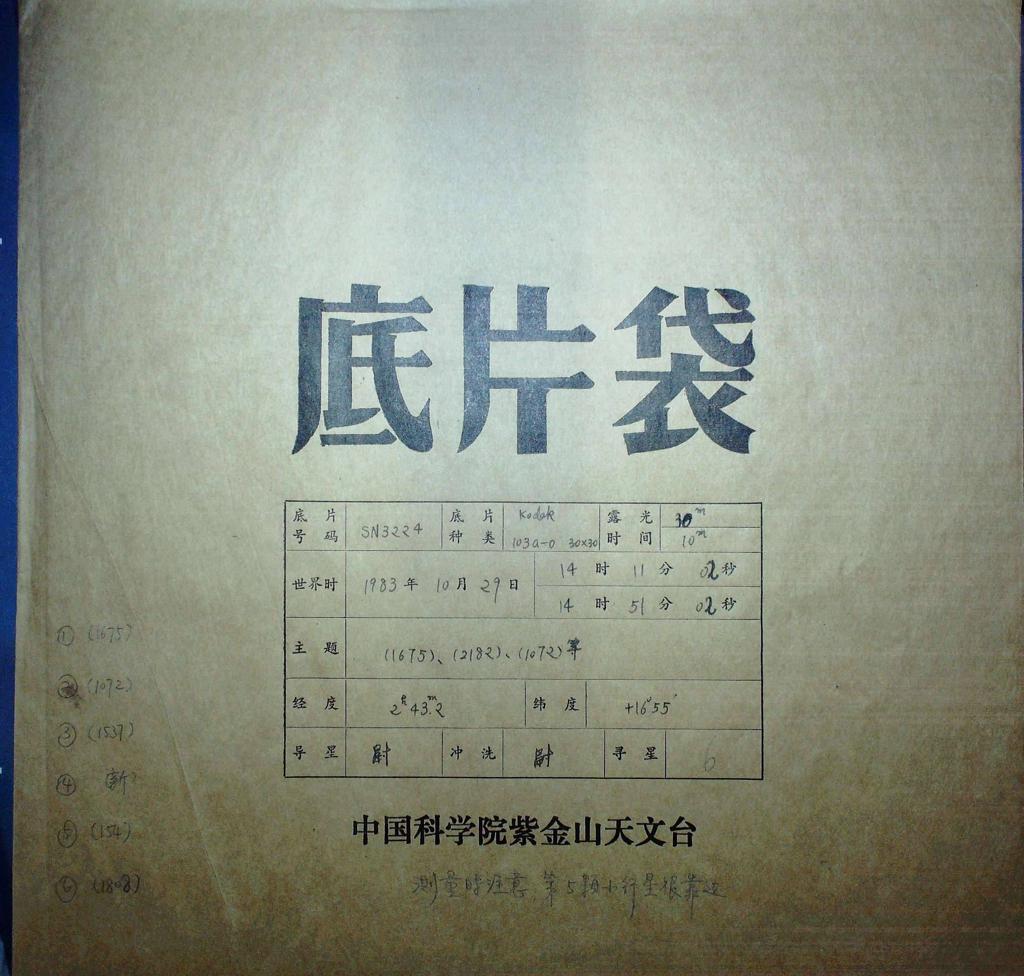 底片袋
底片号码 SN3224 底片种类 Kodak 103a-O 30×30 露光时间 30ᵐ 10ᵐ
世界时 1983年10月29日 14时11分02秒
14时51分02秒
主题 (1675)、(2182)、(1072)等
经度 2ʰ43ᵐ.2 纬度 +16°55′
导星 尉 冲洗 尉 寻星 6
中国科学院紫金山天文台
测量时注意,第5颗小行星很靠边
① (1675)
② (1072)
③ (1537)
④ 新?
⑤ (154)
⑥ (1808)